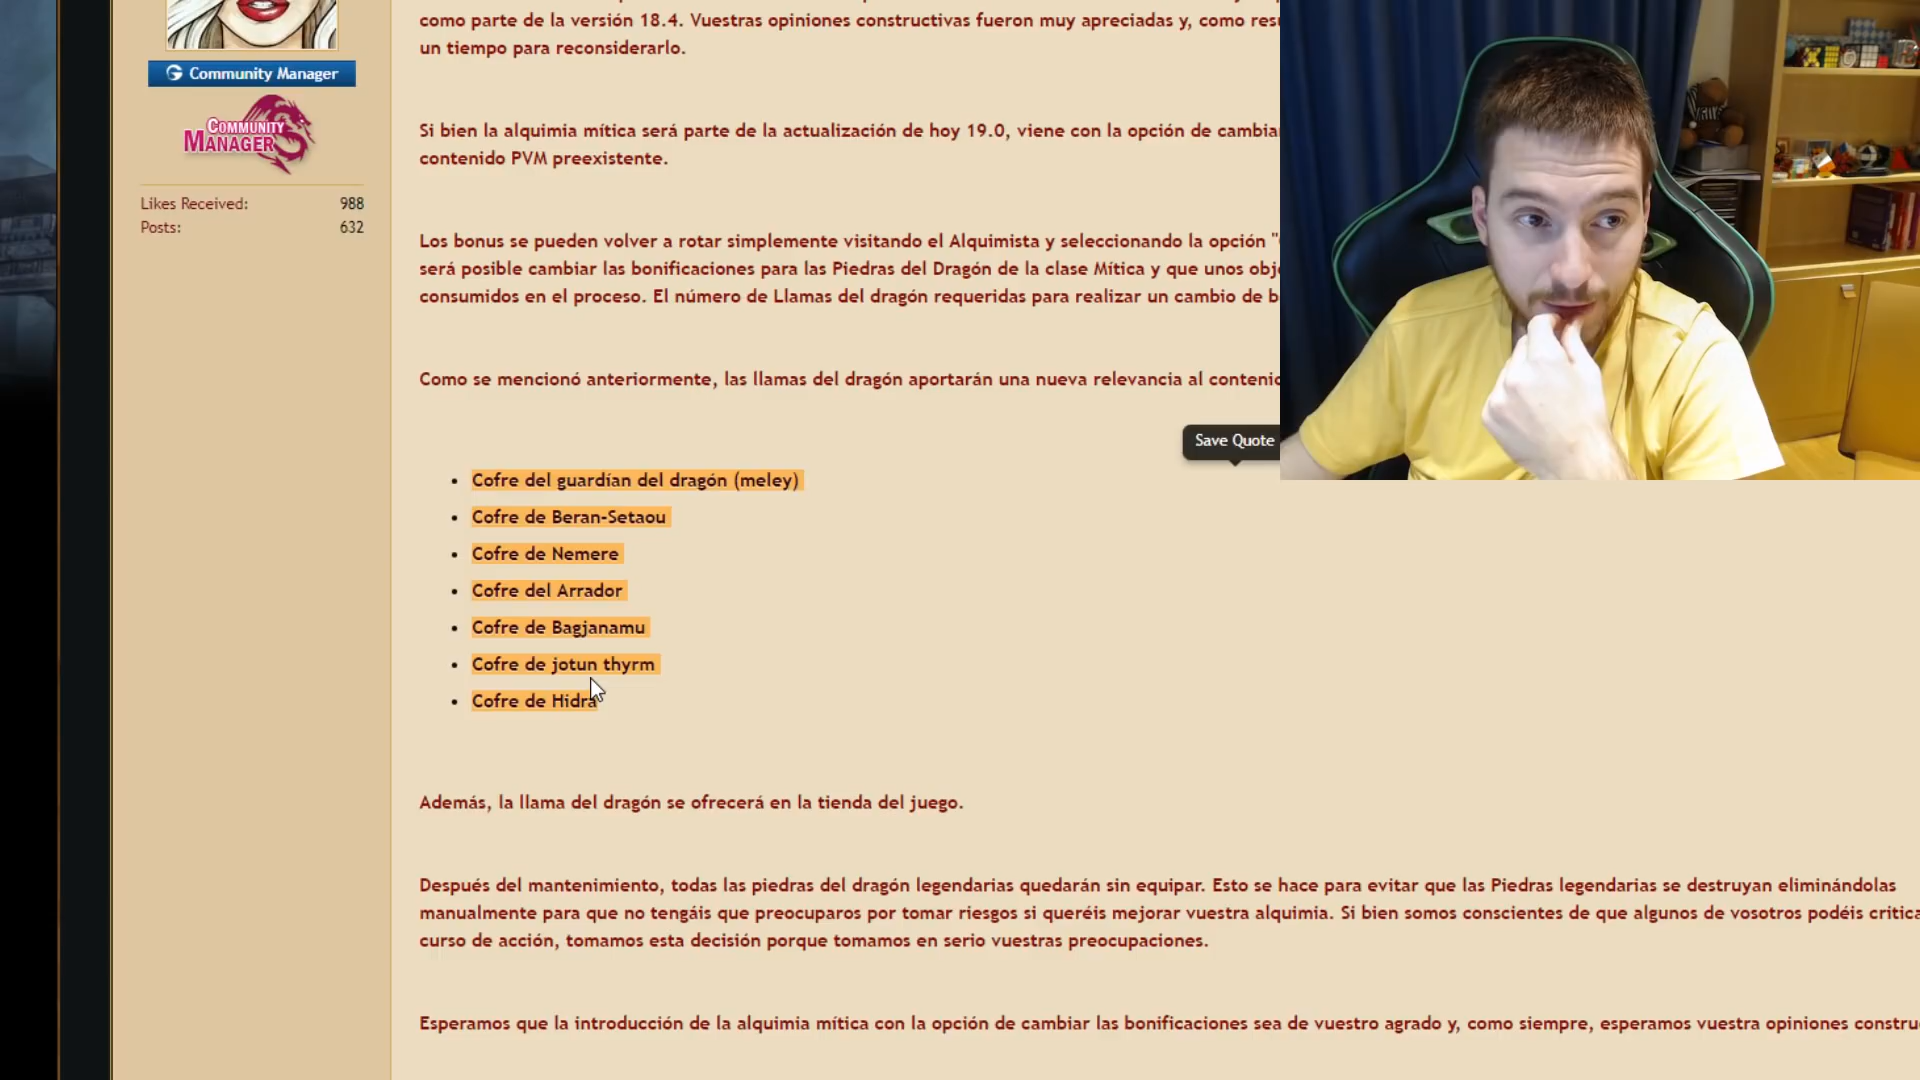 como parte de la versión 18.4. Vuestras opiniones constructivas fueron muy apreciadas y, como
un tiempo para reconsiderarlo.
Community Manager
COMMUNITY
MANAGER
Likes Received: 988
Posts: 632
Si bien la alquimia mítica será parte de la actualización de hoy 19.0, viene con la opción de cambiar
contenido PVM preexistente.
Los bonus se pueden volver a rotar simplemente visitando el Alquimista y seleccionando la opción "
será posible cambiar las bonificaciones para las Piedras del Dragón de la clase Mítica y que unos obj
consumidos en el proceso. El número de Llamas del dragón requeridas para realizar un cambio de b
Como se mencionó anteriormente, las llamas del dragón aportarán una nueva relevancia al contenid
Save Quote
• Cofre del guardían del dragón (meley)
• Cofre de Beran-Setaou
• Cofre de Nemere
• Cofre del Arrador
• Cofre de Bagjanamu
• Cofre de jotun thyrm
• Cofre de Hidra
Además, la llama del dragón se ofrecerá en la tienda del juego.
Después del mantenimiento, todas las piedras del dragón legendarias quedarán sin equipar. Esto se hace para evitar que las Piedras legendarias se destruyan eliminándolas
manualmente para que no tengáis que preocuparos por tomar riesgos si queréis mejorar vuestra alquimia. Si bien somos conscientes de que algunos de vosotros podéis critica
curso de acción, tomamos esta decisión porque tomamos en serio vuestras preocupaciones.
Esperamos que la introducción de la alquimia mítica con la opción de cambiar las bonificaciones sea de vuestro agrado y, como siempre, esperamos vuestra opiniones constru